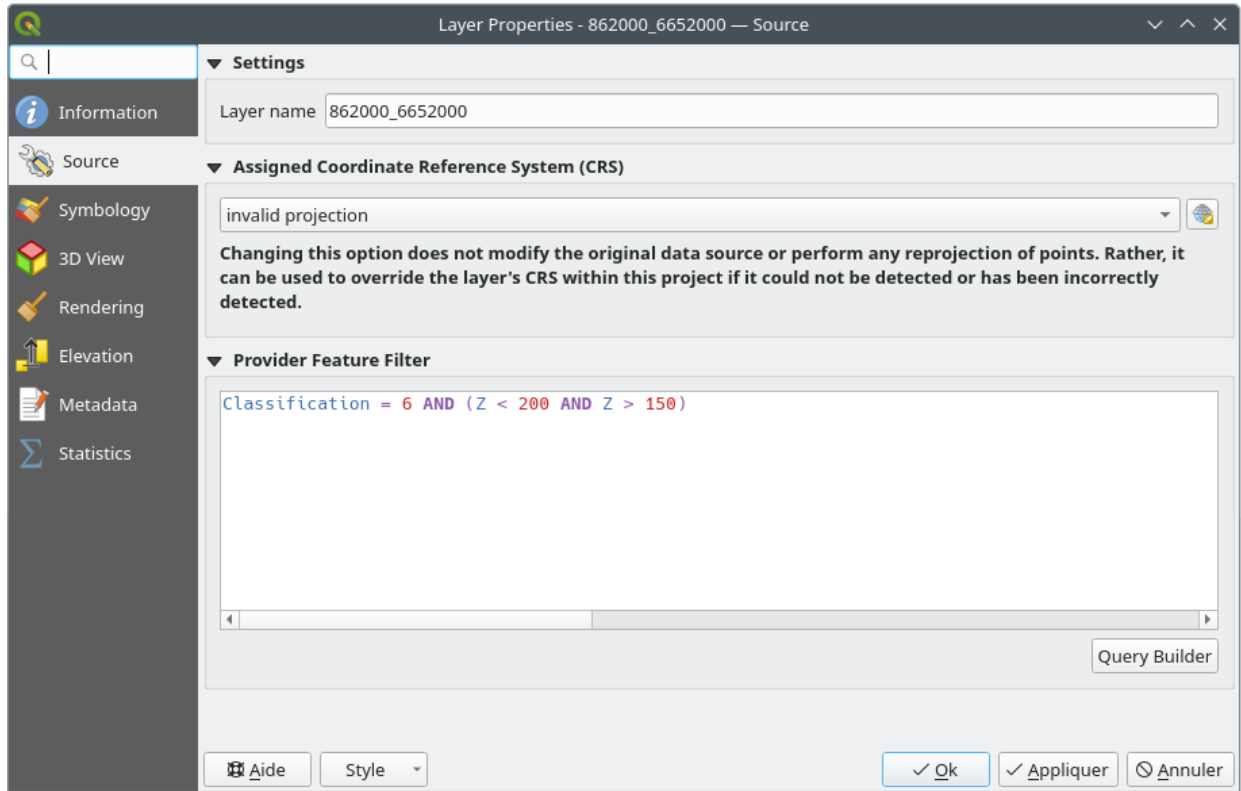 Layer Properties - 862000_6652000 — Source
Information
Source
Symbology
3D View
Rendering
Elevation
Metadata
Statistics
Settings
Layer name 862000_6652000
Assigned Coordinate Reference System (CRS)
invalid projection
Changing this option does not modify the original data source or perform any reprojection of points. Rather, it
can be used to override the layer's CRS within this project if it could not be detected or has been incorrectly
detected.
Provider Feature Filter
Classification = 6 AND (Z < 200 AND Z > 150)
Query Builder
Aide Style Ok Appliquer Annuler